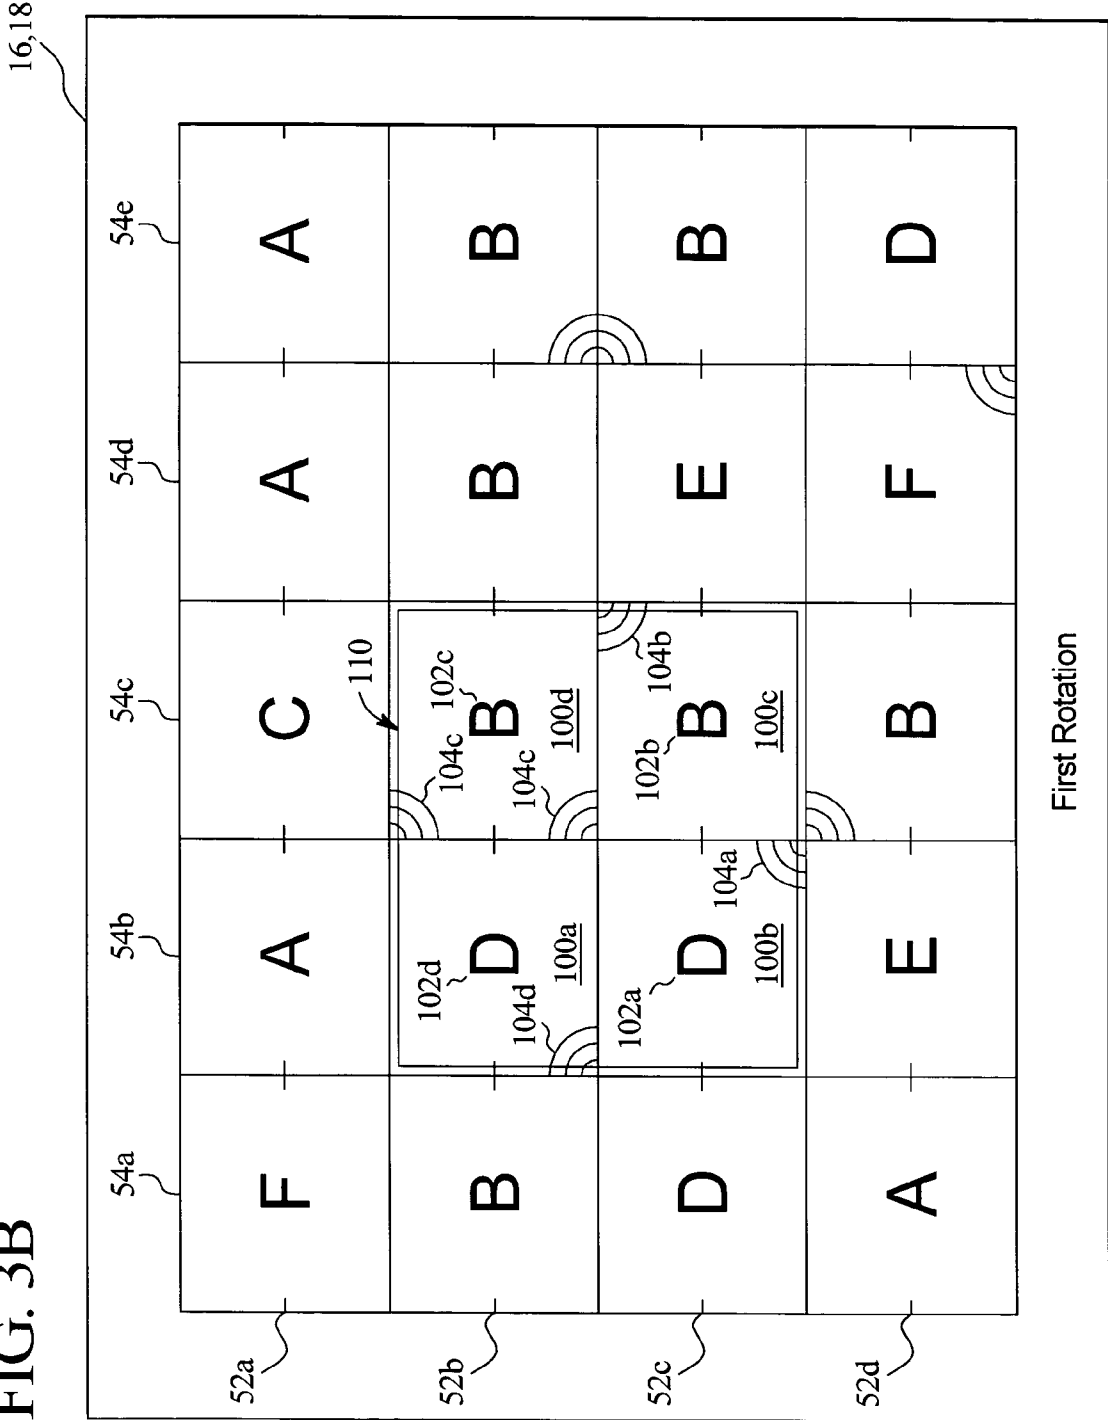 FIG. 3B
16,18
54a 54b 54c 54d 54e
52a
F A C A A
110
102d 102c
104c
52b
B D B B B
104d 104c
100a 100d
102a 102b 104b
52c
D D B E B
104a
100b 100c
52d
A E B F D
First Rotation